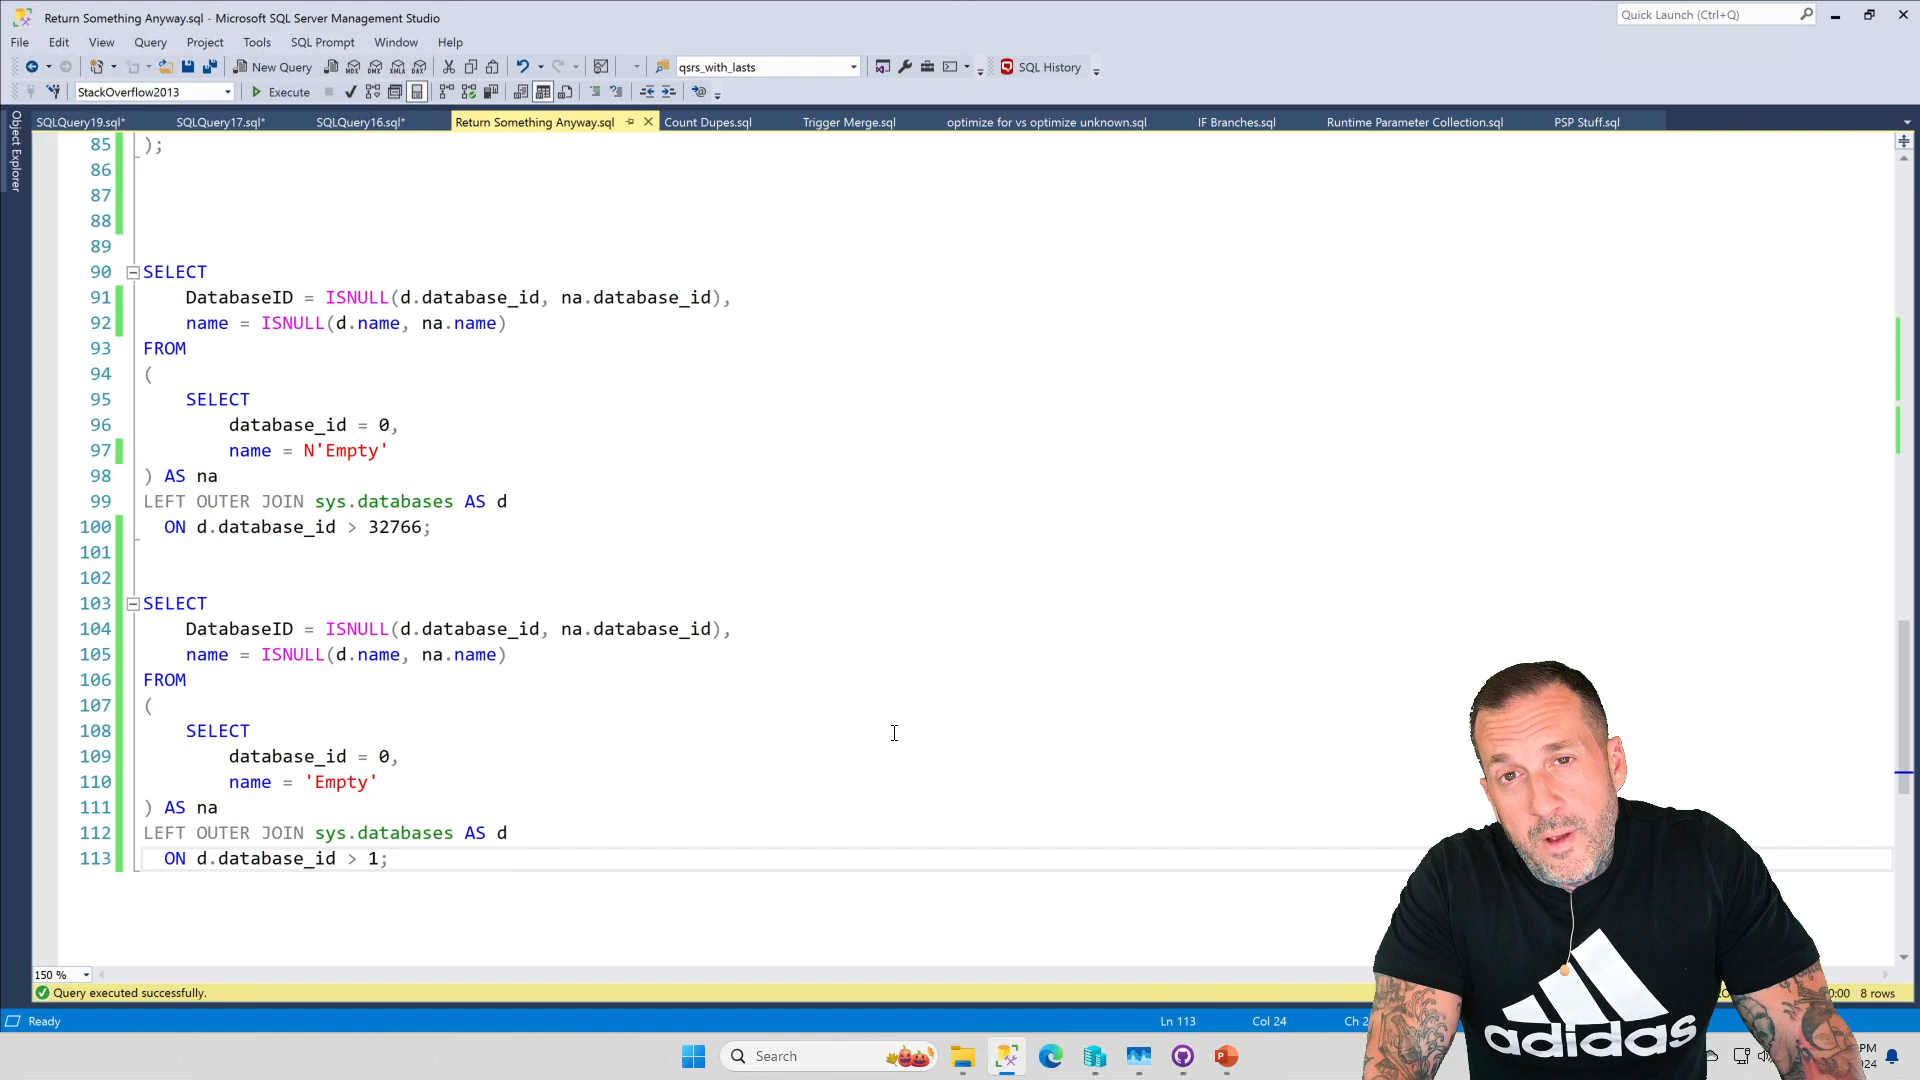 Return Something Anyway.sql - Microsoft SQL Server Management Studio
Quick Launch (Ctrl+Q)
File Edit View Query Project Tools SQL Prompt Window Help
New Query
qsrs_with_lasts
SQL History
StackOverflow2013
Execute
SQLQuery19.sql* SQLQuery17.sql* SQLQuery16.sql* Return Something Anyway.sql Count Dupes.sql Trigger Merge.sql optimize for vs optimize unknown.sql IF Branches.sql Runtime Parameter Collection.sql PSP Stuff.sql
Object Explorer
85 );
86
87
88
89
90 SELECT
91 DatabaseID = ISNULL(d.database_id, na.database_id),
92 name = ISNULL(d.name, na.name)
93 FROM
94 (
95 SELECT
96 database_id = 0,
97 name = N'Empty'
98 ) AS na
99 LEFT OUTER JOIN sys.databases AS d
100 ON d.database_id > 32766;
101
102
103 SELECT
104 DatabaseID = ISNULL(d.database_id, na.database_id),
105 name = ISNULL(d.name, na.name)
106 FROM
107 (
108 SELECT
109 database_id = 0,
110 name = 'Empty'
111 ) AS na
112 LEFT OUTER JOIN sys.databases AS d
113 ON d.database_id > 1;
150 %
Query executed successfully.
8 rows
Ready
Ln 113 Col 24
adidas
Search
PM